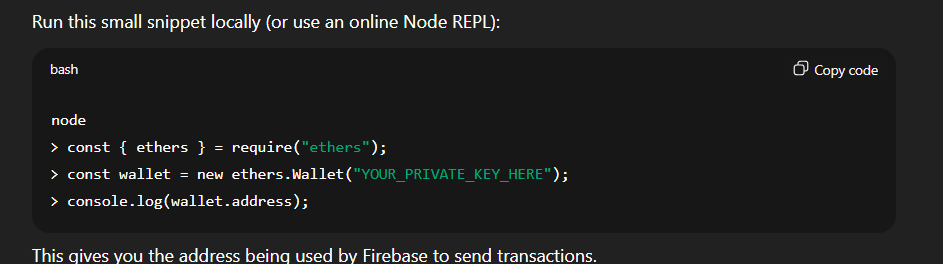 Run this small snippet locally (or use an online Node REPL):
bash
Copy code
node
> const { ethers } = require("ethers");
> const wallet = new ethers.Wallet("YOUR_PRIVATE_KEY_HERE");
> console.log(wallet.address);
This gives you the address being used by Firebase to send transactions.